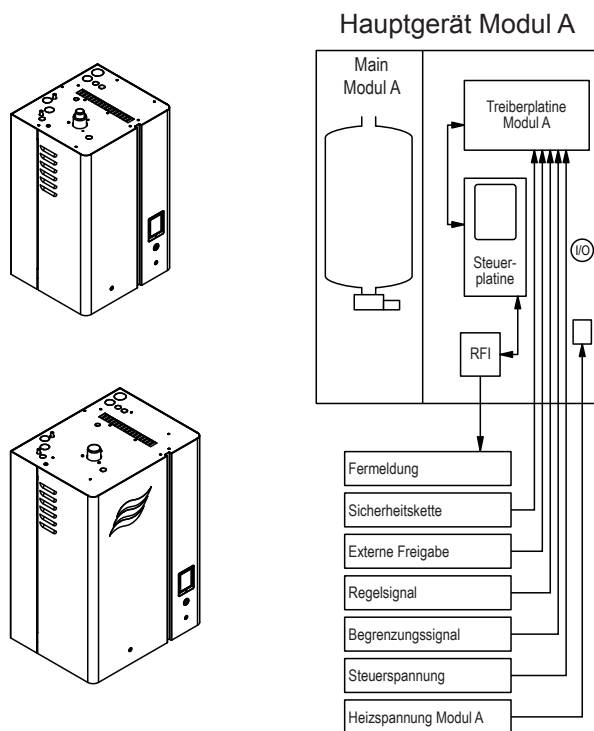 Hauptgerät Modul A
Main
Modul A
Treiberplatine
Modul A
Steuer-
platine
I/O
RFI
Fermeldung
Sicherheitskette
Externe Freigabe
Regelsignal
Begrenzungssignal
Steuerspannung
Heizspannung Modul A